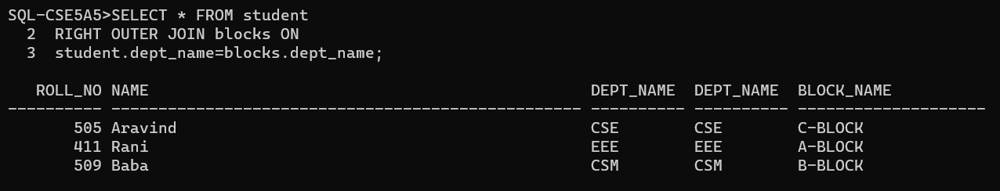 SQL-CSE5A5>SELECT * FROM student
  2  RIGHT OUTER JOIN blocks ON
  3  student.dept_name=blocks.dept_name;

   ROLL_NO NAME                                               DEPT_NAME  DEPT_NAME  BLOCK_NAME
---------- -------------------------------------------------- ---------- ---------- --------------------
       505 Aravind                                            CSE        CSE        C-BLOCK
       411 Rani                                               EEE        EEE        A-BLOCK
       509 Baba                                               CSM        CSM        B-BLOCK